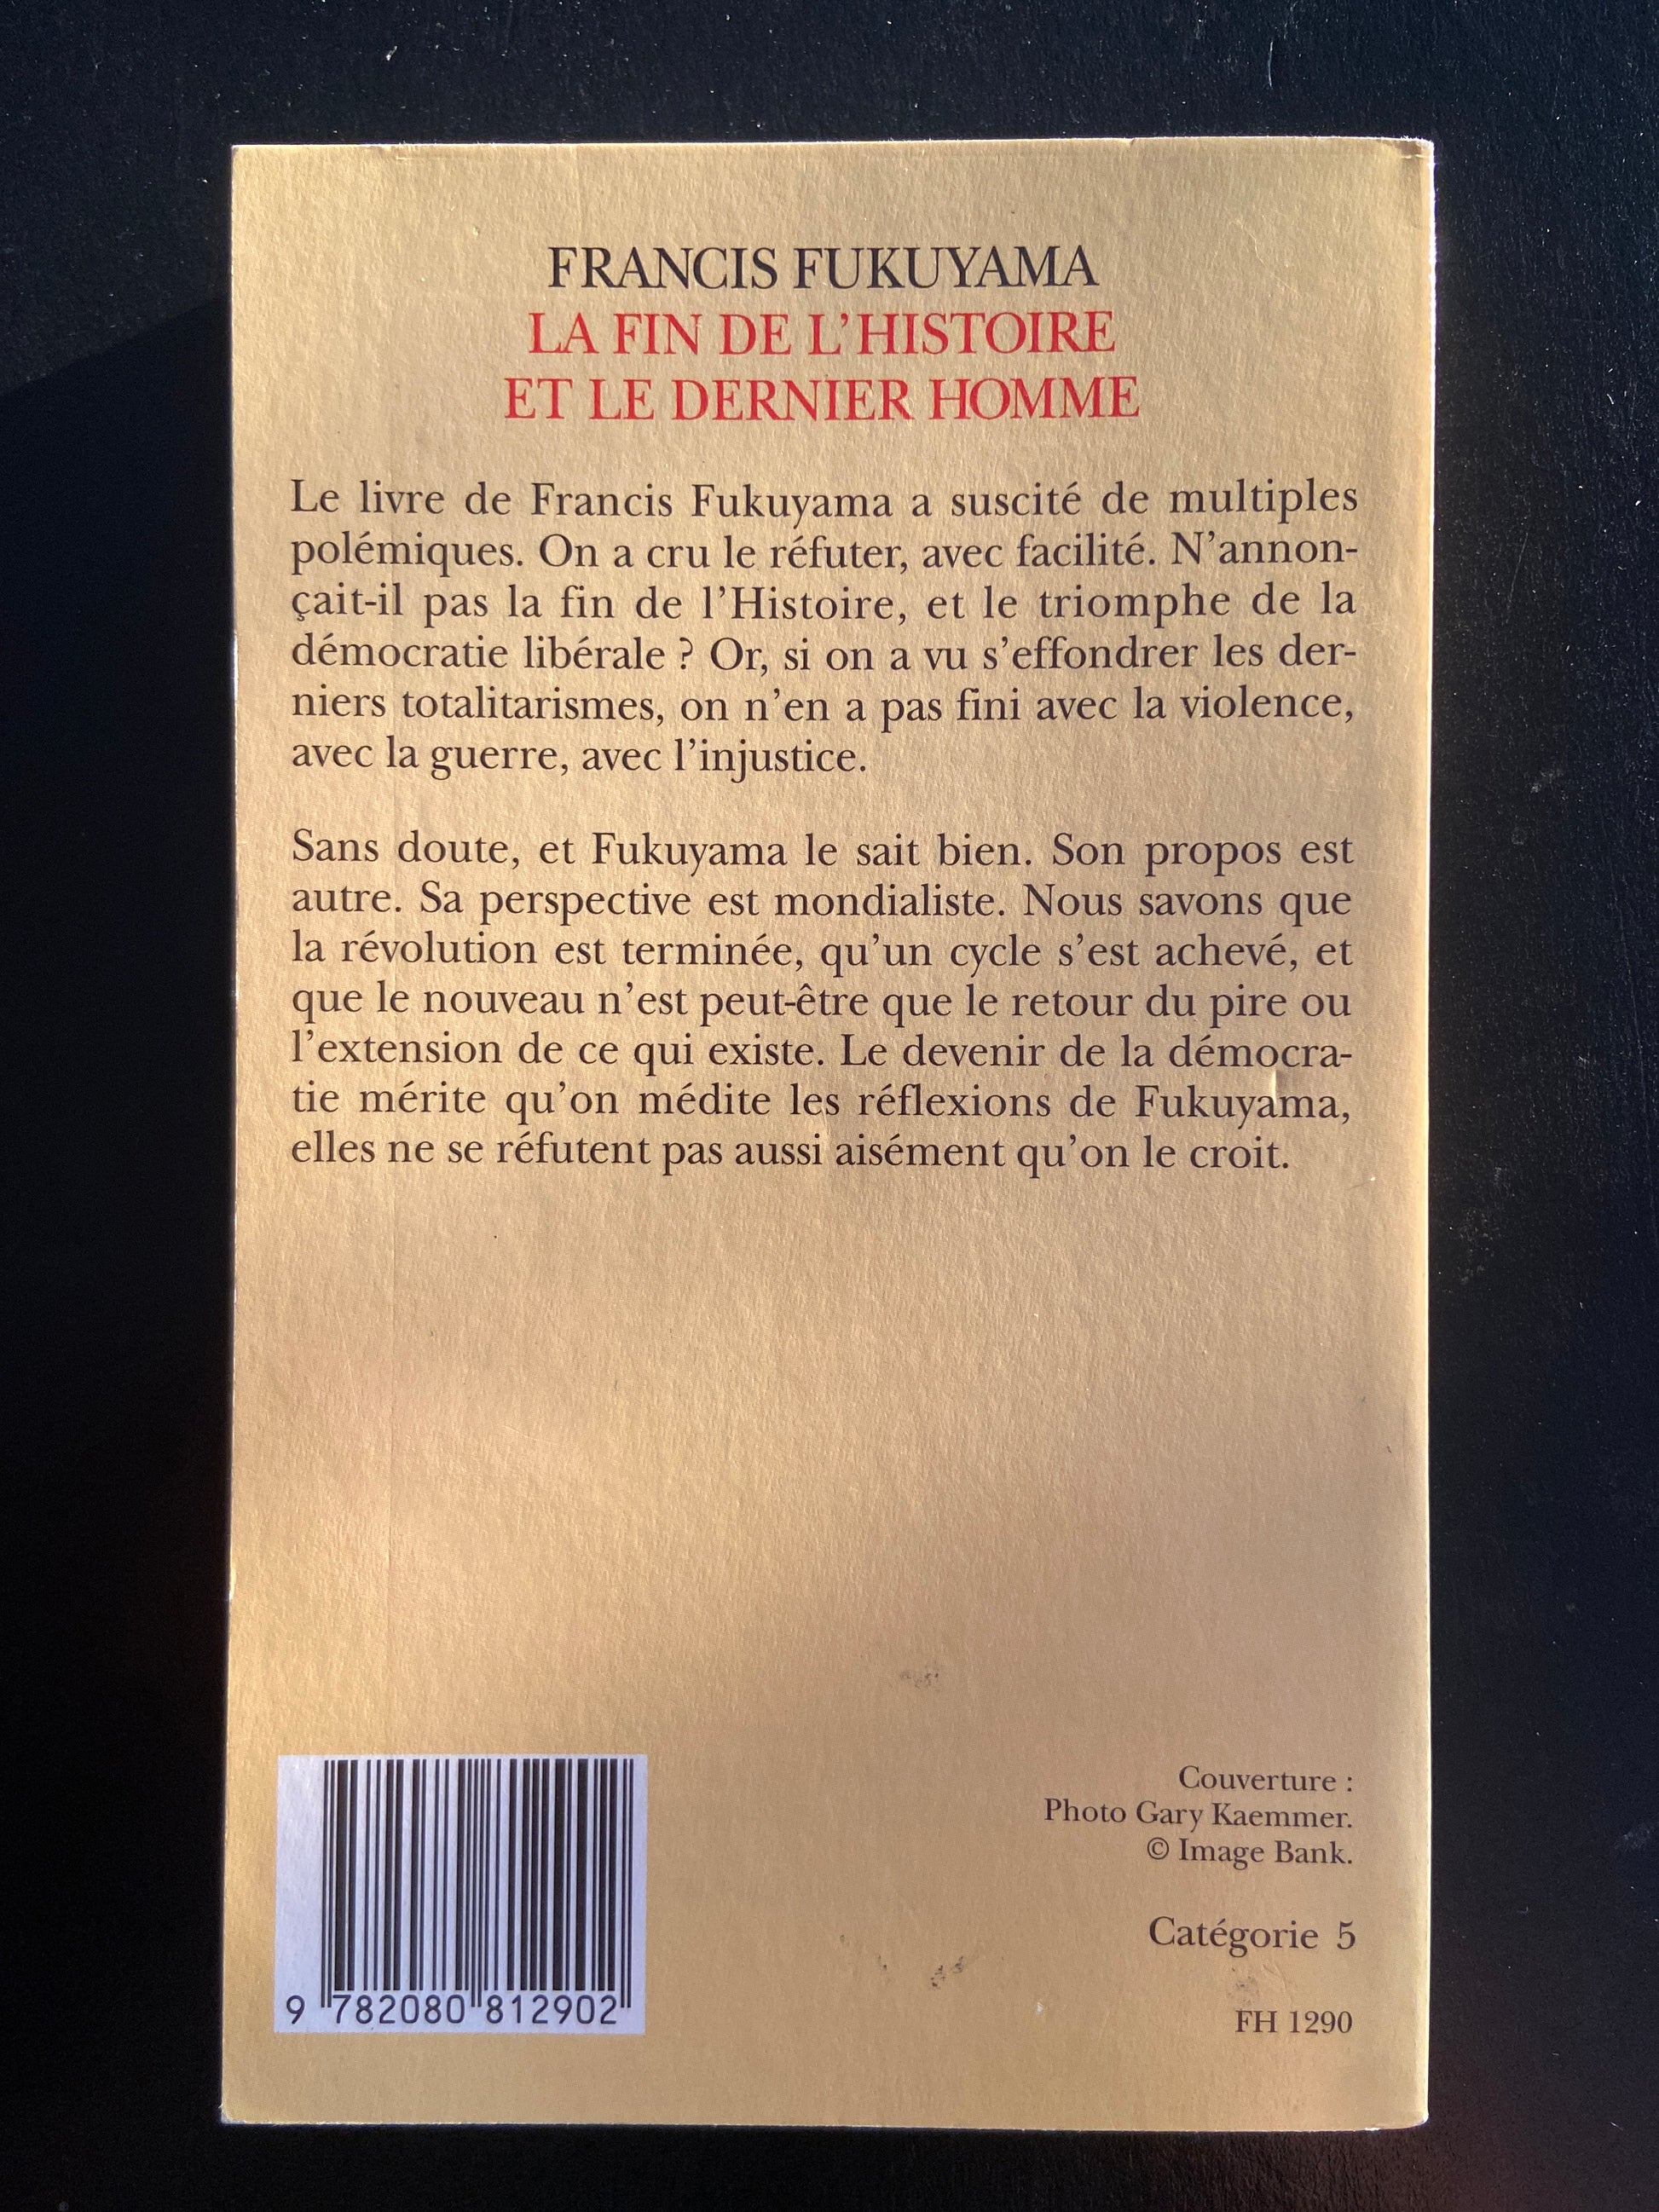 FRANCIS FUKUYAMA
LA FIN DE L'HISTOIRE
ET LE DERNIER HOMME
Le livre de Francis Fukuyama a suscité de multiples
polémiques. On a cru le réfuter, avec facilité. N'annon-
çait-il pas la fin de l'Histoire, et le triomphe de la
démocratie libérale ? Or, si on a vu s'effondrer les der-
niers totalitarismes, on n'en a pas fini avec la violence,
avec la guerre, avec l'injustice.
Sans doute, et Fukuyama le sait bien. Son propos est
autre. Sa perspective est mondialiste. Nous savons que
la révolution est terminée, qu'un cycle s'est achevé, et
que le nouveau n'est peut-être que le retour du pire ou
l'extension de ce qui existe. Le devenir de la démocra-
tie mérite qu'on médite les réflexions de Fukuyama,
elles ne se réfutent pas aussi aisément qu'on le croit.
Couverture :
Photo Gary Kaemmer.
© Image Bank.
Catégorie 5
FH 1290
9 782080 812902